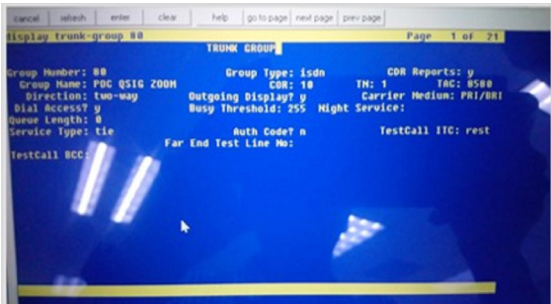 cancel refresh enter clear help go to page next page prev page
display trunk-group 80 Page 1 of 21
TRUNK GROUP
Group Number: 80 Group Type: isdn CDR Reports: y
Group Name: POC QSIG ZOOM COR: 10 TN: 1 TAC: 8580
Direction: two-way Outgoing Display? y Carrier Medium: PRI/BRI
Dial Access? y Busy Threshold: 255 Night Service:
Queue Length: 0
Service Type: tie Auth Code? n TestCall ITC: rest
Far End Test Line No:
TestCall BCC: